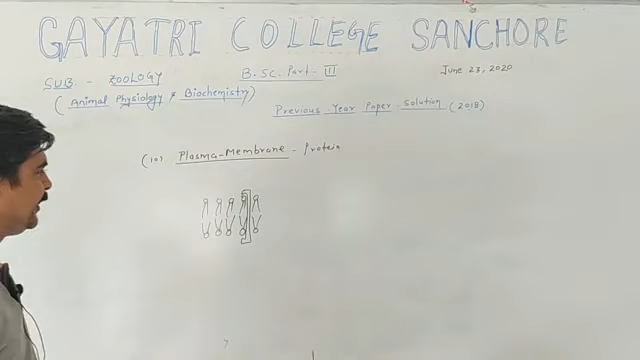 GAYATRI COLLEGE SANCHORE
SUB. - ZOOLOGY B.SC. Part - III June 23, 2020
(Animal Physiology & Biochemistry)
Previous Year Paper Solution (2018)
(10) Plasma-Membrane - Protein